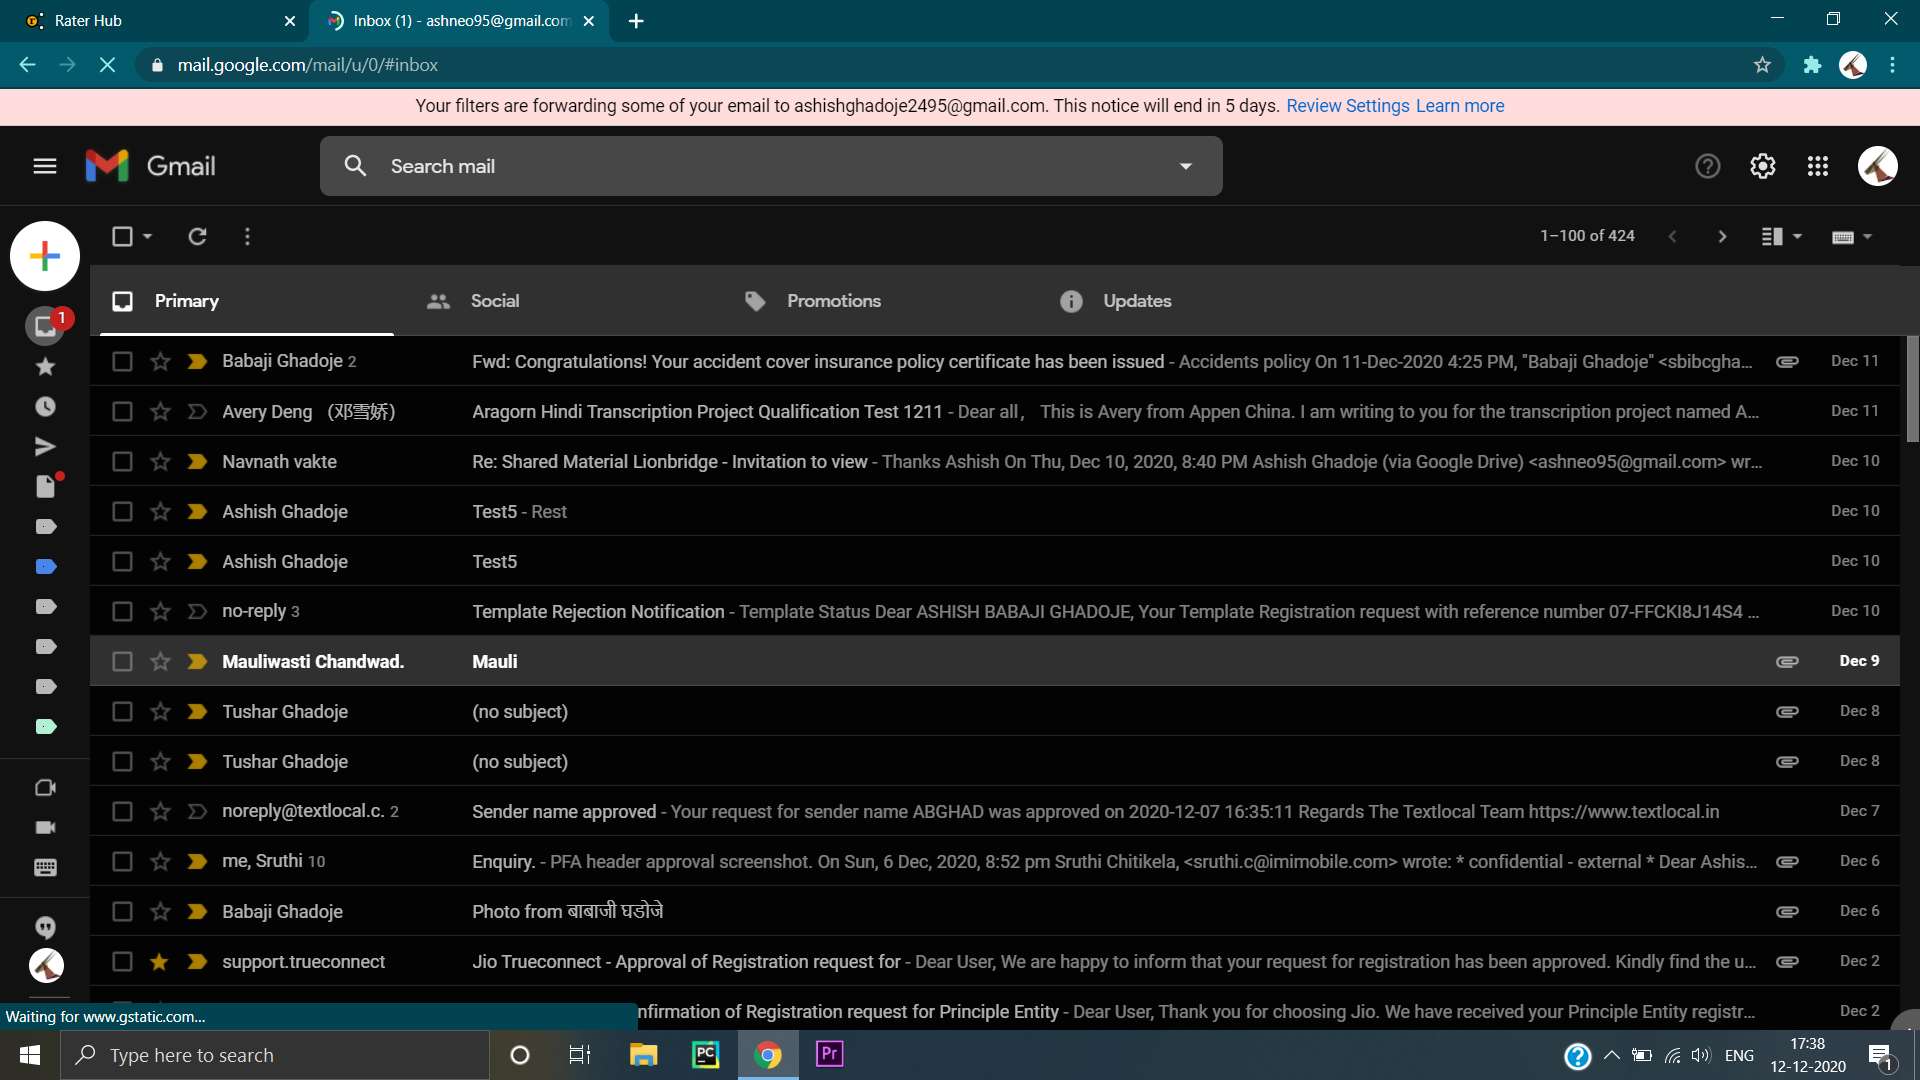 Rater Hub
Inbox (1) - ashneo95@gmail.com
mail.google.com/mail/u/0/#inbox
Your filters are forwarding some of your email to ashishghadoje2495@gmail.com. This notice will end in 5 days. Review Settings Learn more
Gmail
Search mail
1–100 of 424
Primary
Social
Promotions
Updates
1
Babaji Ghadoje 2 Fwd: Congratulations! Your accident cover insurance policy certificate has been issued - Accidents policy On 11-Dec-2020 4:25 PM, "Babaji Ghadoje" <sbibcgha... Dec 11
Avery Deng (邓雪娇) Aragorn Hindi Transcription Project Qualification Test 1211 - Dear all， This is Avery from Appen China. I am writing to you for the transcription project named A... Dec 11
Navnath vakte Re: Shared Material Lionbridge - Invitation to view - Thanks Ashish On Thu, Dec 10, 2020, 8:40 PM Ashish Ghadoje (via Google Drive) <ashneo95@gmail.com> wr... Dec 10
Ashish Ghadoje Test5 - Rest Dec 10
Ashish Ghadoje Test5 Dec 10
no-reply 3 Template Rejection Notification - Template Status Dear ASHISH BABAJI GHADOJE, Your Template Registration request with reference number 07-FFCKI8J14S4 ... Dec 10
Mauliwasti Chandwad. Mauli Dec 9
Tushar Ghadoje (no subject) Dec 8
Tushar Ghadoje (no subject) Dec 8
noreply@textlocal.c. 2 Sender name approved - Your request for sender name ABGHAD was approved on 2020-12-07 16:35:11 Regards The Textlocal Team https://www.textlocal.in Dec 7
me, Sruthi 10 Enquiry. - PFA header approval screenshot. On Sun, 6 Dec, 2020, 8:52 pm Sruthi Chitikela, <sruthi.c@imimobile.com> wrote: * confidential - external * Dear Ashis... Dec 6
Babaji Ghadoje Photo from बाबाजी घडोजे Dec 6
support.trueconnect Jio Trueconnect - Approval of Registration request for - Dear User, We are happy to inform that your request for registration has been approved. Kindly find the u... Dec 2
nfirmation of Registration request for Principle Entity - Dear User, Thank you for choosing Jio. We have received your Principle Entity registr... Dec 2
Waiting for www.gstatic.com...
Type here to search
PC
Pr
ENG
17:38
12-12-2020
1